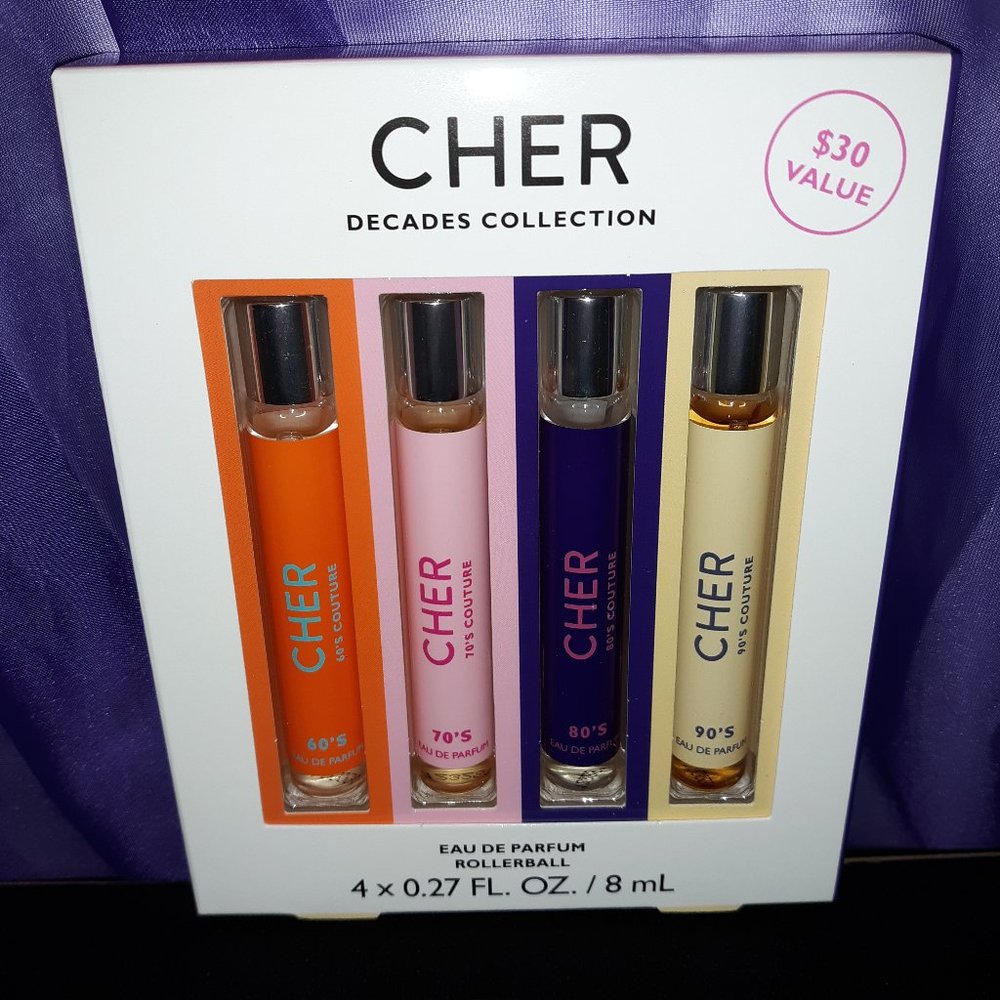 CHER
DECADES COLLECTION
$30
VALUE
CHER
60'S COUTURE
60'S
EAU DE PARFUM
CHER
70'S COUTURE
70'S
EAU DE PARFUM
CHER
80'S COUTURE
80'S
EAU DE PARFUM
CHER
90'S COUTURE
90'S
EAU DE PARFUM
EAU DE PARFUM
ROLLERBALL
4 x 0.27 FL. OZ. / 8 mL